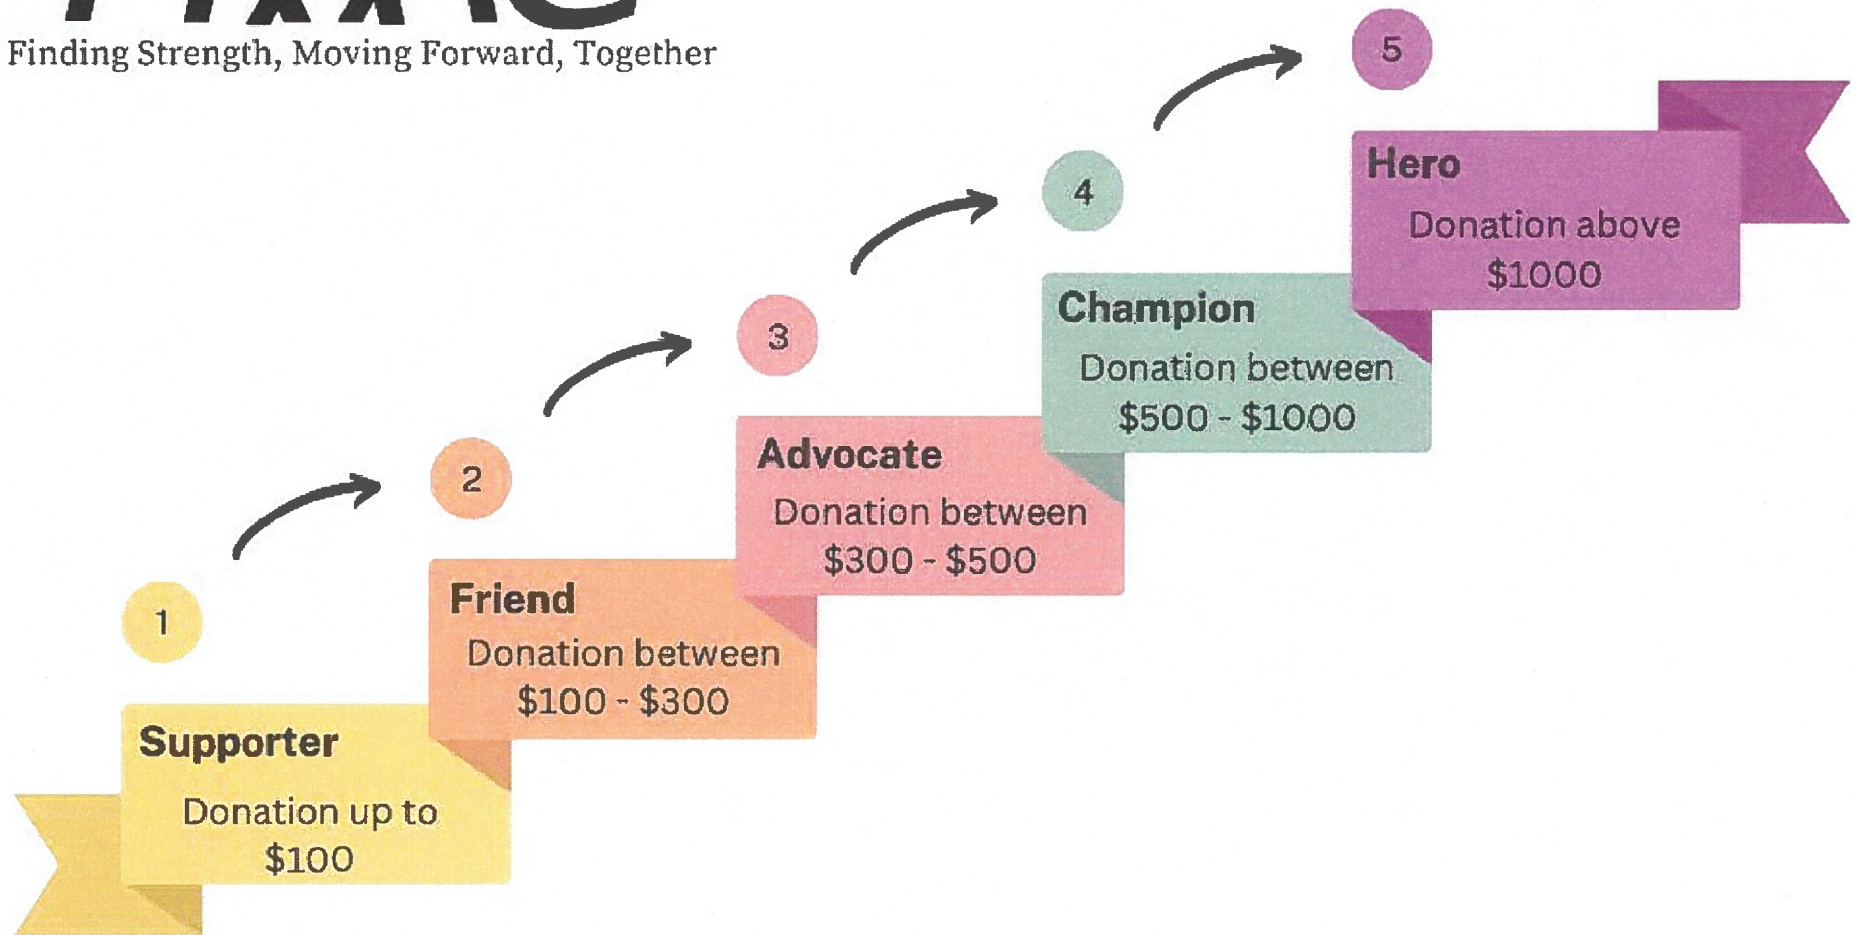 Finding Strength, Moving Forward, Together
5
Hero
Donation above
$1000
4
Champion
Donation between
$500 - $1000
3
Advocate
Donation between
$300 - $500
2
Friend
Donation between
$100 - $300
1
Supporter
Donation up to
$100